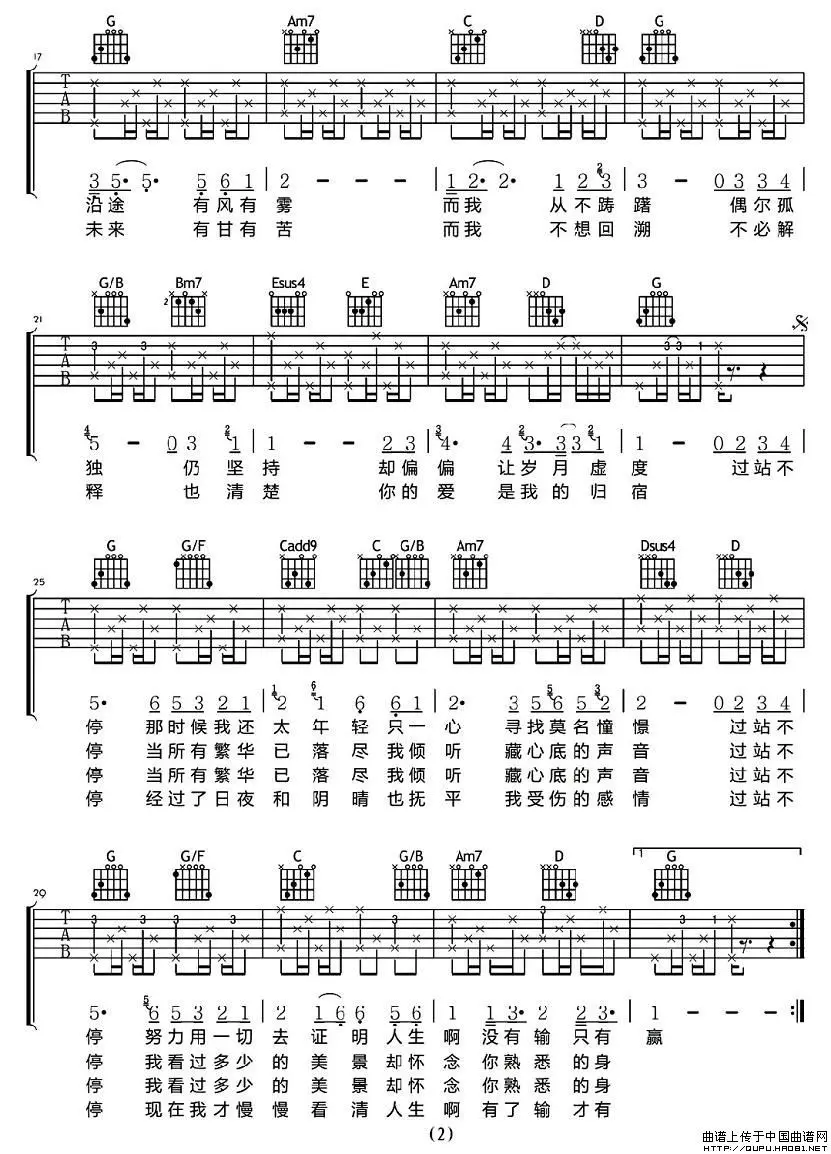 G Am7 C D G
17
T A B
3 5• 5• 5 6 1 2 – – – 1 2• 2• 1 2 3 3 – 0 3 3 4
沿途 有风有雾 而我 从不踌躇 偶尔孤
未来 有甘有苦 而我 不想回溯 不必解
G/B Bm7 Esus4 E Am7 D G
21
T A B
5 – 0 3 1 1 – 2 3 4• 4 3• 3 3 1 1 – 0 2 3 4
独 仍坚持 却偏偏让岁月虚度 过站不
释 也清楚 你的爱是我的归宿
G G/F Cadd9 C G/B Am7 Dsus4 D
25
T A B
5• 6 5 3 2 1 2 1 6 6 1 2• 3 5 6 5 2 2 – 0 2 3 4
停 那时候我还太年轻只一心 寻找莫名憧憬 过站不
停 当所有繁华已落尽我倾听 藏心底的声音 过站不
停 当所有繁华已落尽我倾听 藏心底的声音 过站不
停 经过了日夜和阴晴也抚平 我受伤的感情 过站不
G G/F C G/B Am7 D 1 G
29
T A B
5• 6 5 3 2 1 2 1 6 6 5 6 1 1 3• 2 2 3• 1 – – –
停 努力用一切去证明人生啊没有输只有赢
停 我看过多少的美景却怀念你熟悉的身
停 我看过多少的美景却怀念你熟悉的身
停 现在我才慢慢看清人生啊有了输才有
(2)
曲谱上传于中国曲谱网
HTTP://QUPU.HAO81.NET